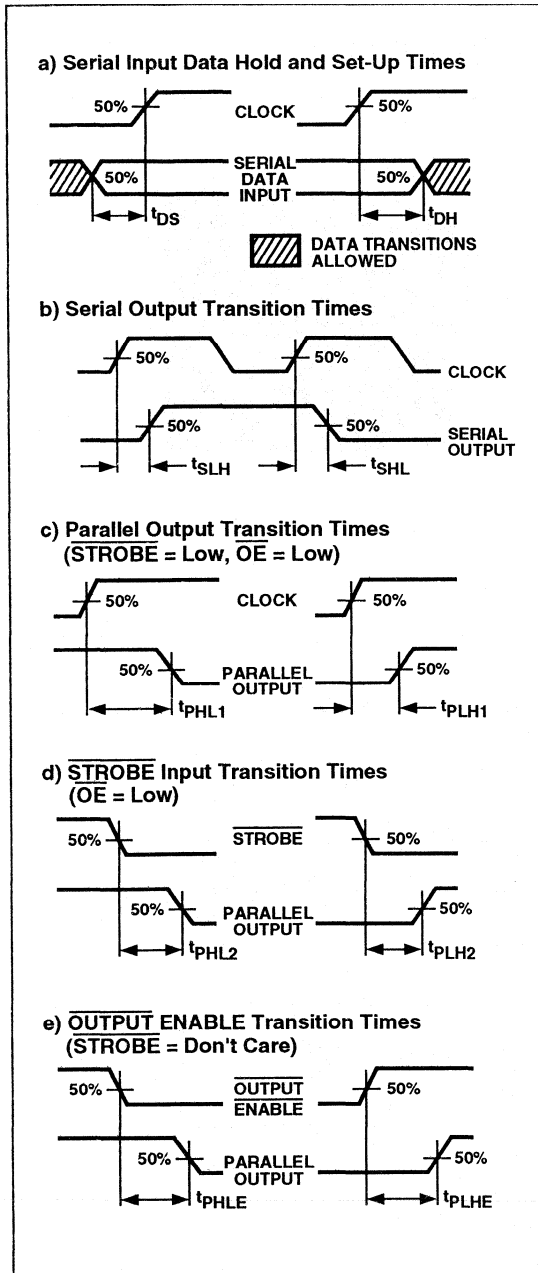 a) Serial Input Data Hold and Set-Up Times
50% CLOCK 50%
50% SERIAL DATA INPUT 50%
tDS tDH
DATA TRANSITIONS ALLOWED
b) Serial Output Transition Times
50% 50% CLOCK
50% 50% SERIAL OUTPUT
tSLH tSHL
c) Parallel Output Transition Times
(STROBE = Low, OE = Low)
50% CLOCK 50%
50% PARALLEL OUTPUT 50%
tPHL1 tPLH1
d) STROBE Input Transition Times
(OE = Low)
50% STROBE 50%
50% PARALLEL OUTPUT 50%
tPHL2 tPLH2
e) OUTPUT ENABLE Transition Times
(STROBE = Don't Care)
50% OUTPUT ENABLE 50%
50% PARALLEL OUTPUT 50%
tPHLE tPLHE